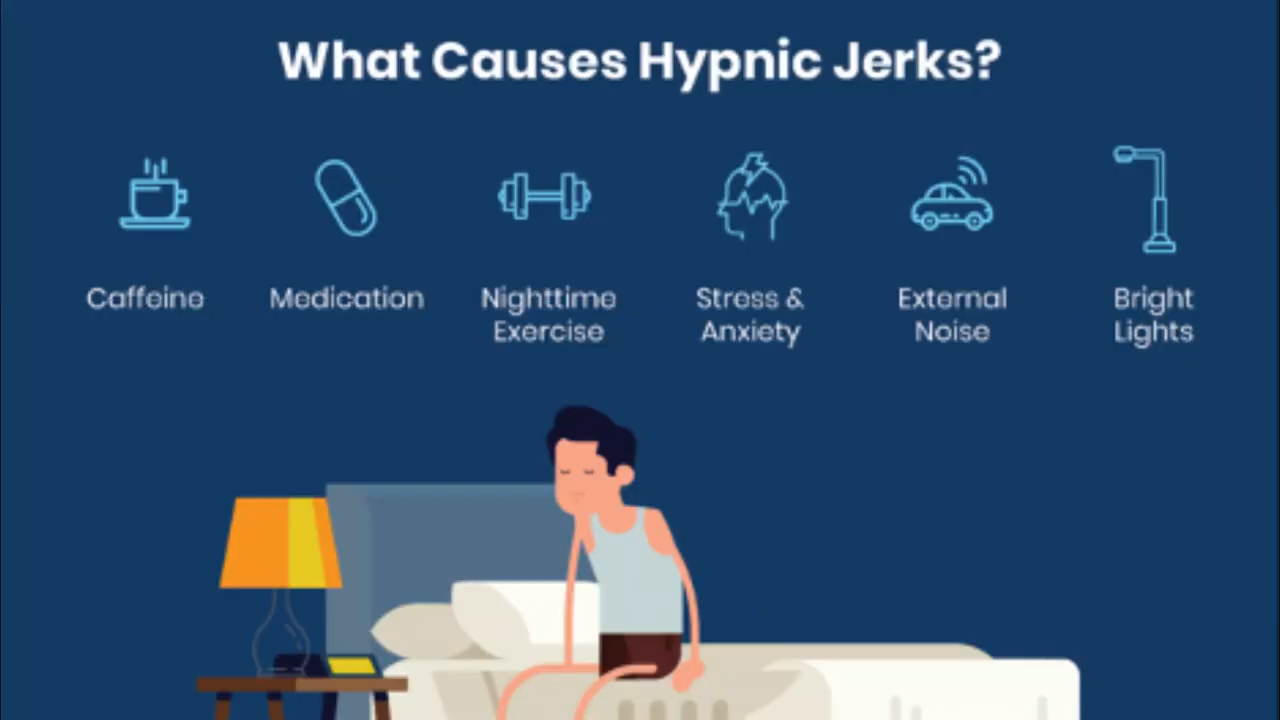 What Causes Hypnic Jerks?
Caffeine
Medication
Nighttime
Exercise
Stress &
Anxiety
External
Noise
Bright
Lights